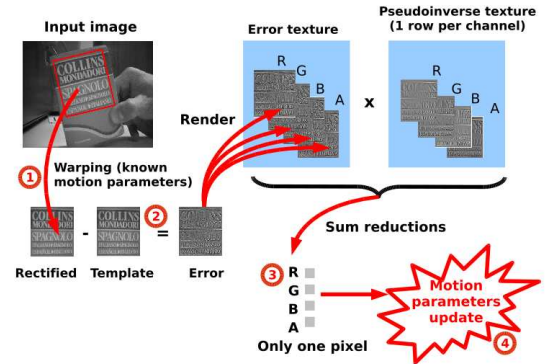 Input image
Error texture
Pseudoinverse texture
(1 row per channel)
COLLINS
MONDADORI
SPAGNOLO
R
G
B
A
x
R
G
B
A
Render
1
Warping (known
motion parameters)
2
COLLINS
MONDADORI
SPAGNOLO
-
COLLINS
MONDADORI
SPAGNOLO
=
Rectified
Template
Error
Sum reductions
3
R
G
B
A
Only one pixel
Motion
parameters
update
4